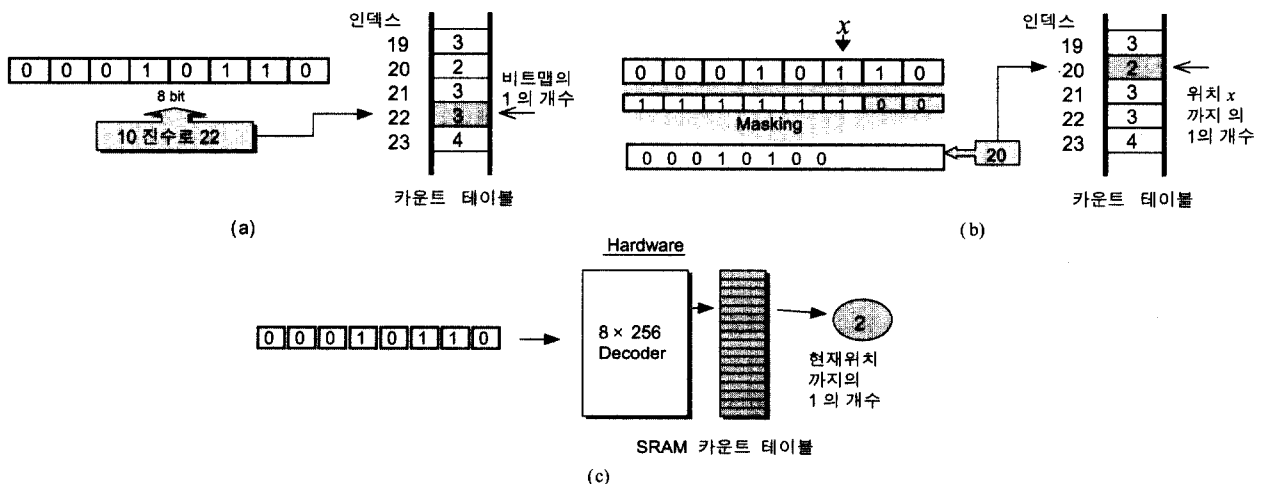 인덱스
19 3
0 0 0 1 0 1 1 0
20 2
8 bit
21 3
비트맵의
1 의 개수
22 3
10 진수로 22
23 4
카운트 테이블
(a)
x
인덱스
19 3
0 0 0 1 0 1 1 0
20 2
1 1 1 1 1 1 0 0
21 3
위치 x
까지 의
1의 개수
Masking
22 3
23 4
0 0 0 1 0 1 0 0
20
카운트 테이블
(b)
Hardware
0 0 0 1 0 1 1 0
8 × 256
Decoder
2
현재위치
까지의
1 의 개수
SRAM 카운트 테이블
(c)